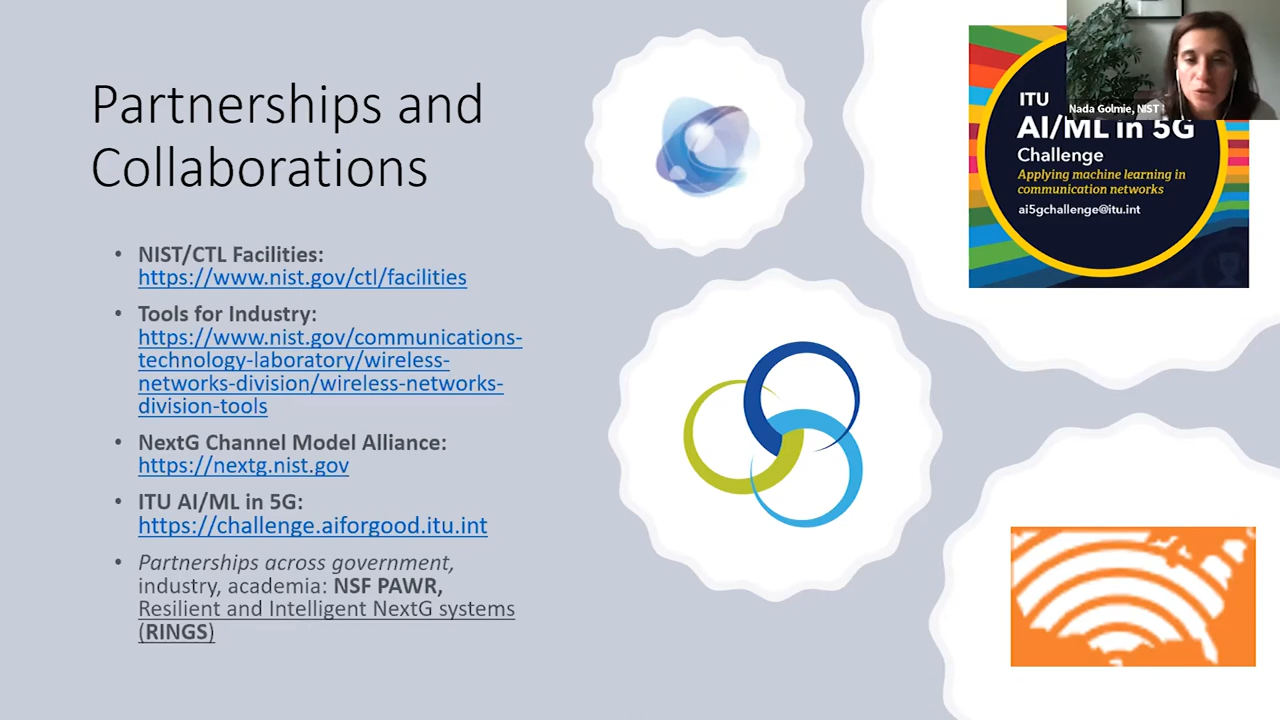 Partnerships and
Collaborations
• NIST/CTL Facilities:
https://www.nist.gov/ctl/facilities
• Tools for Industry:
https://www.nist.gov/communications-
technology-laboratory/wireless-
networks-division/wireless-networks-
division-tools
• NextG Channel Model Alliance:
https://nextg.nist.gov
• ITU AI/ML in 5G:
https://challenge.aiforgood.itu.int
• Partnerships across government,
industry, academia: NSF PAWR,
Resilient and Intelligent NextG systems
(RINGS)
ITU
AI/ML in 5G
Challenge
Applying machine learning in
communication networks
ai5gchallenge@itu.int
Nada Golmie, NIST